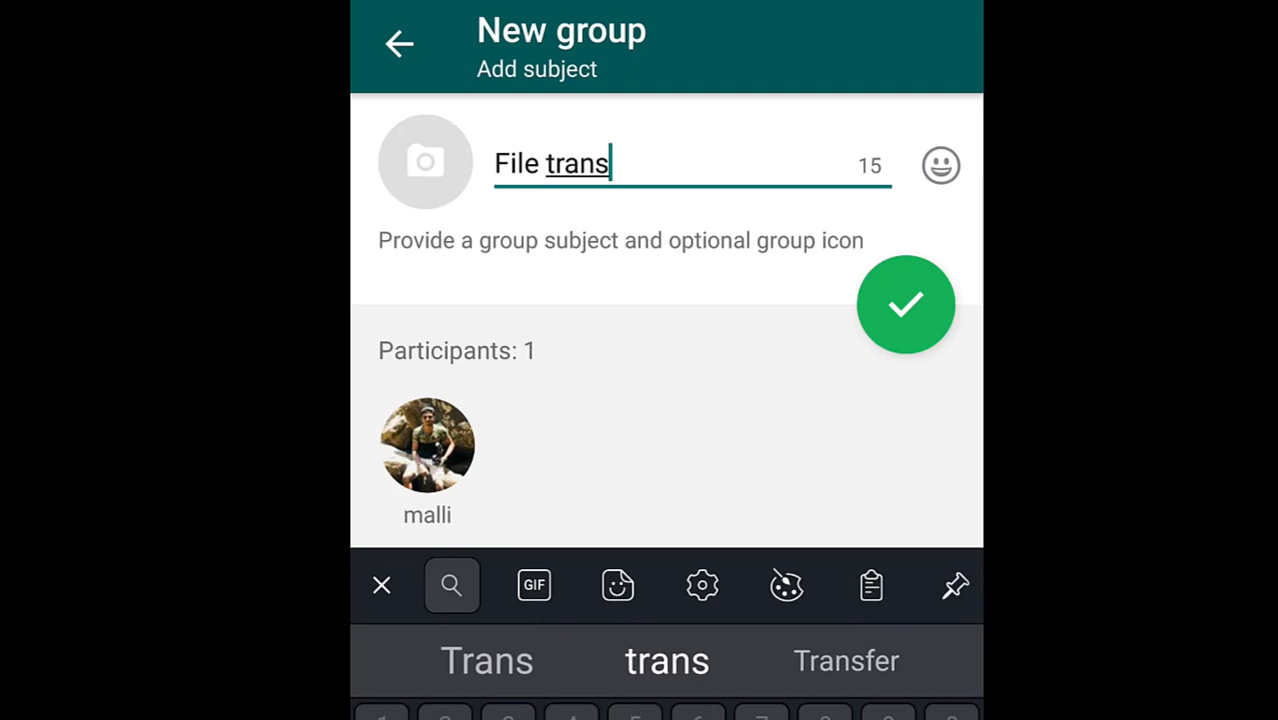 New group
Add subject
File trans
15
Provide a group subject and optional group icon
Participants: 1
malli
GIF
Trans trans Transfer